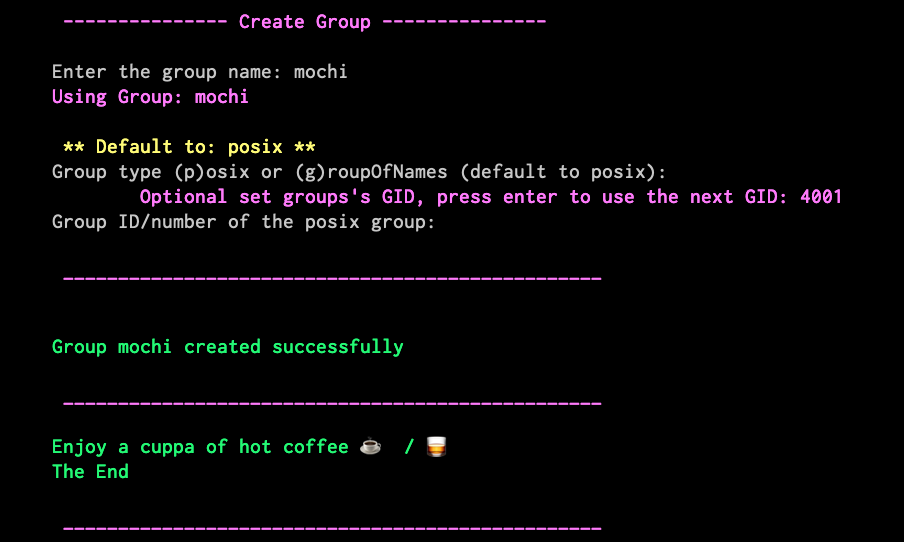 --------------- Create Group ---------------
Enter the group name: mochi
Using Group: mochi
** Default to: posix **
Group type (p)osix or (g)roupOfNames (default to posix):
Optional set groups's GID, press enter to use the next GID: 4001
Group ID/number of the posix group:
-------------------------------------------------
Group mochi created successfully
-------------------------------------------------
Enjoy a cuppa of hot coffee ☕ / 🥃
The End
-------------------------------------------------